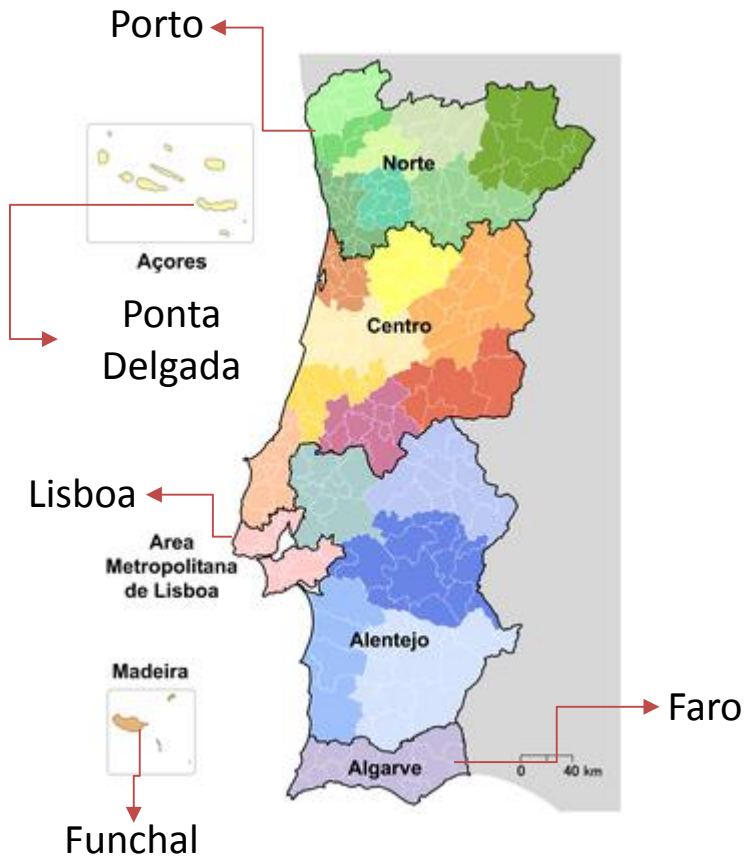 Porto
Norte
Açores
Ponta
Delgada
Centro
Lisboa
Area
Metropolitana
de Lisboa
Alentejo
Madeira
Faro
Algarve
0 40 km
Funchal